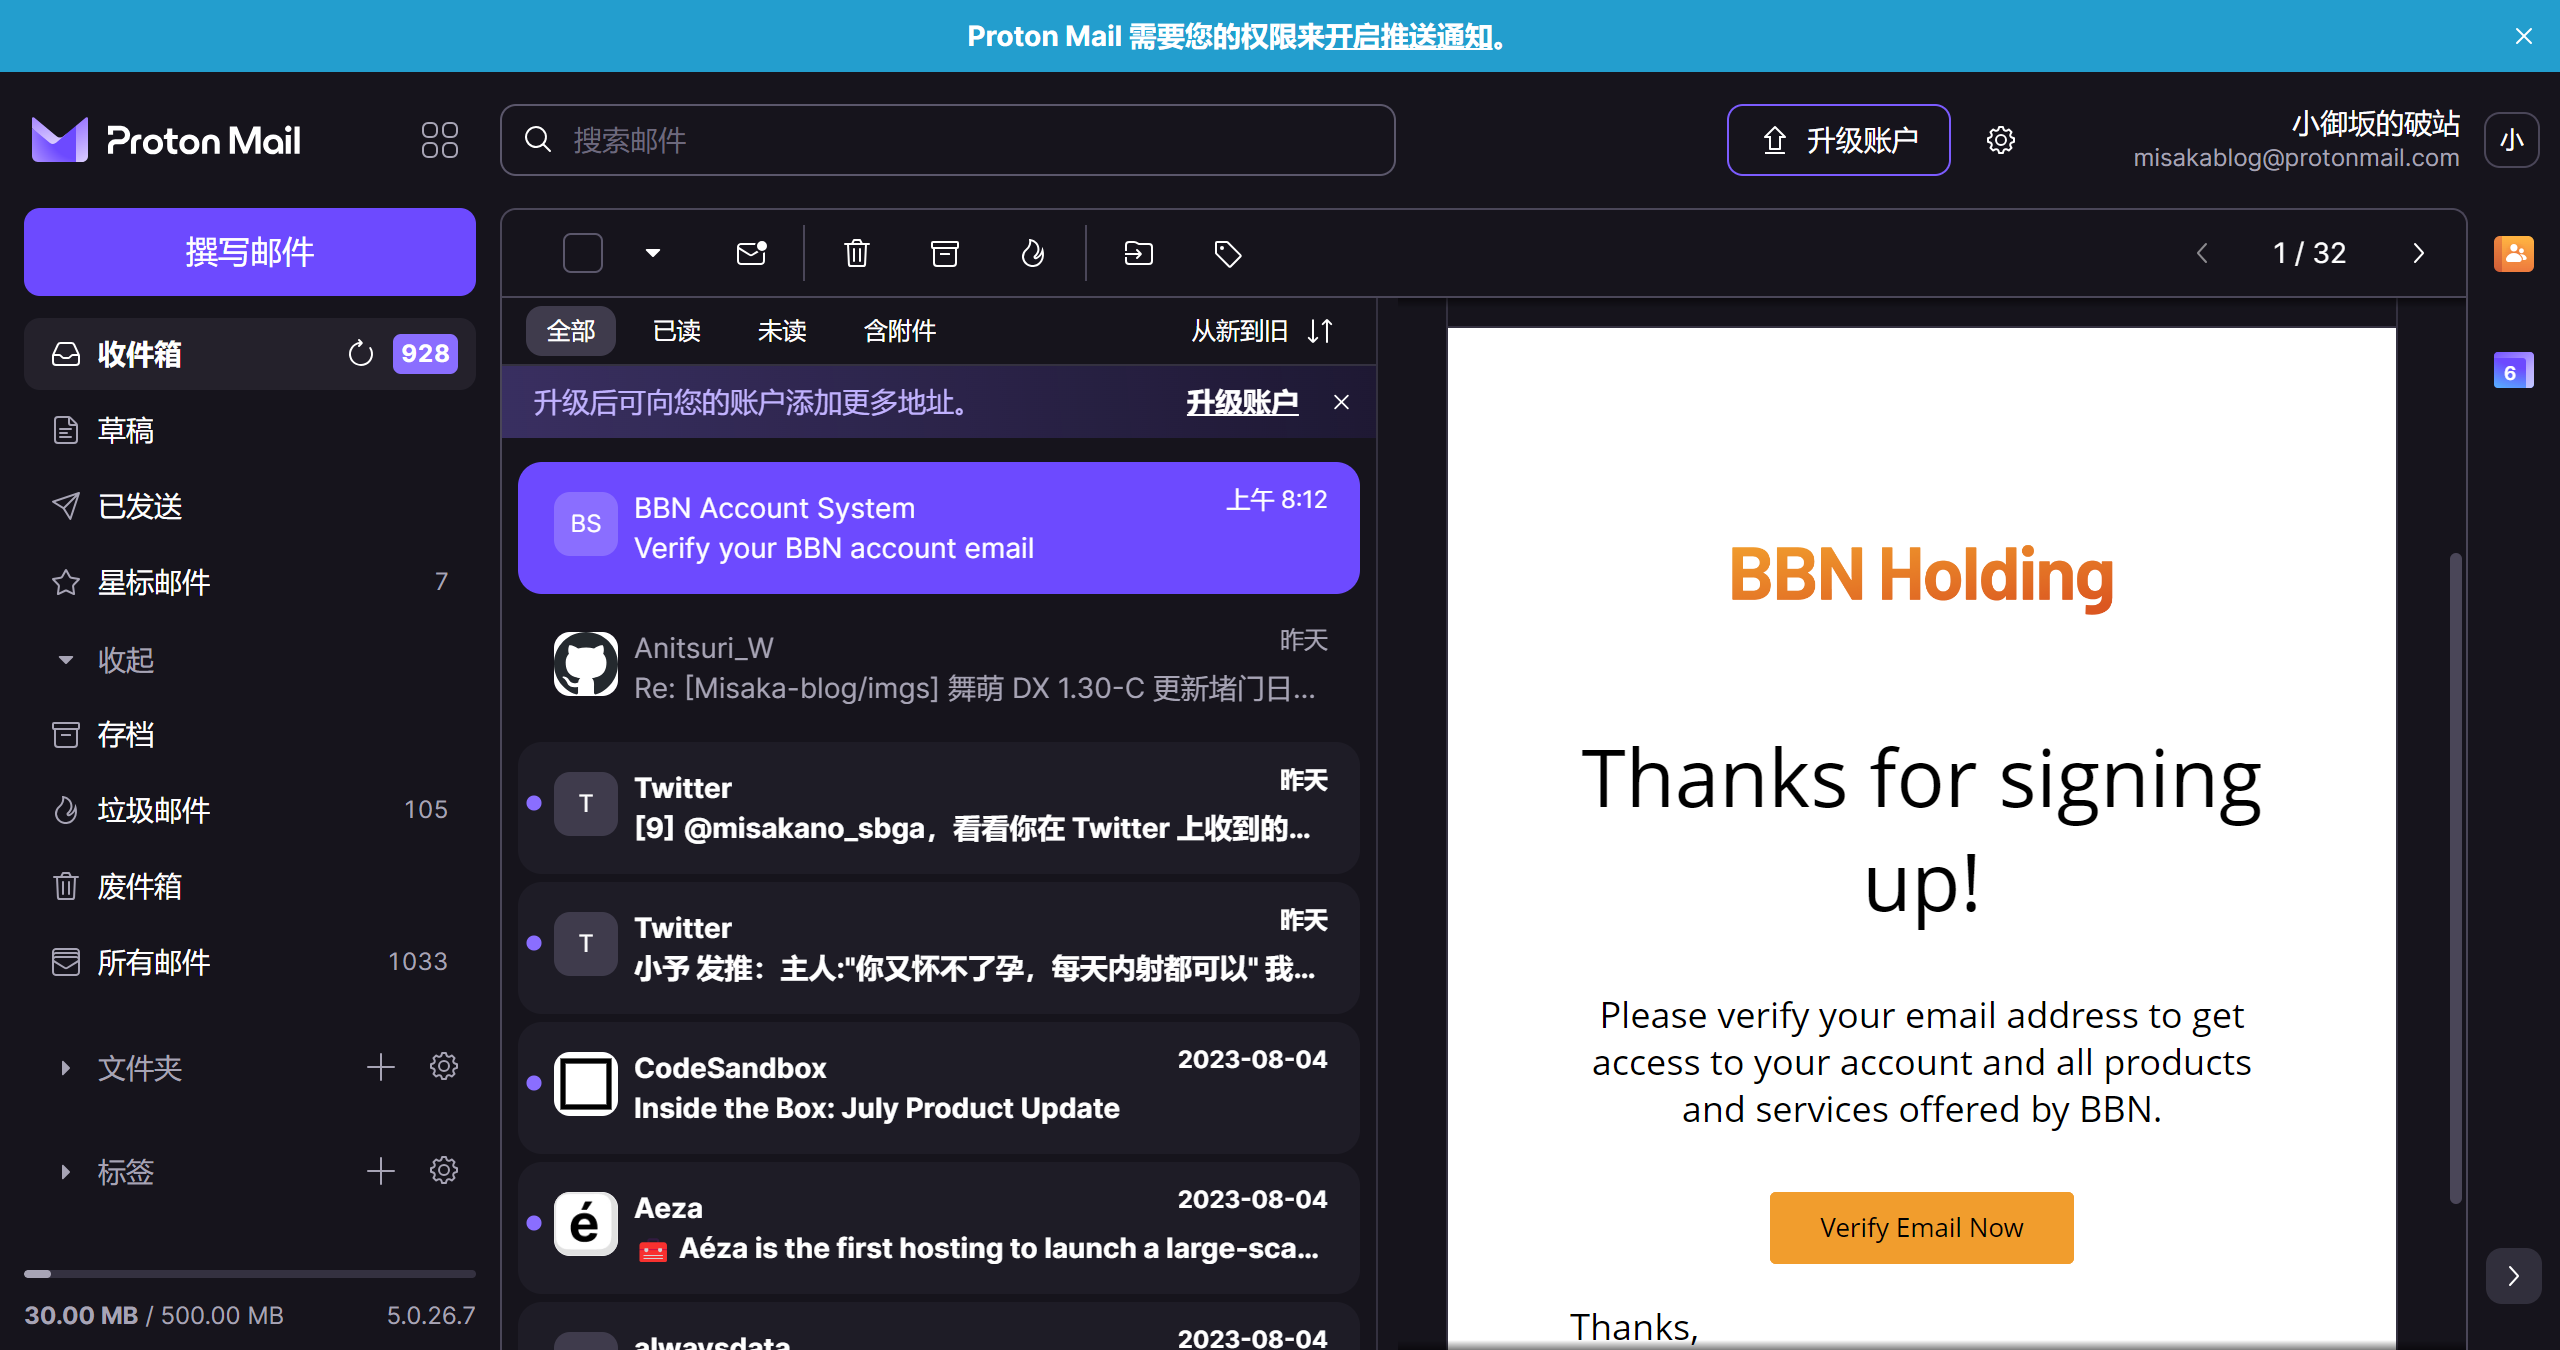 Proton Mail 需要您的权限来开启推送通知。
Proton Mail
搜索邮件
升级账户
小御坂的破站
misakablog@protonmail.com
小
撰写邮件
收件箱
928
草稿
已发送
星标邮件
7
收起
存档
垃圾邮件
105
废件箱
所有邮件
1033
文件夹
标签
30.00 MB / 500.00 MB
5.0.26.7
1 / 32
全部
已读
未读
含附件
从新到旧
升级后可向您的账户添加更多地址。
升级账户
BS
BBN Account System
上午 8:12
Verify your BBN account email
Anitsuri_W
昨天
Re: [Misaka-blog/imgs] 舞萌 DX 1.30-C 更新堵门日...
T
Twitter
昨天
[9] @misakano_sbga，看看你在 Twitter 上收到的...
T
Twitter
昨天
小予 发推：主人:"你又怀不了孕，每天内射都可以" 我...
CodeSandbox
2023-08-04
Inside the Box: July Product Update
é
Aeza
2023-08-04
🧰 Aéza is the first hosting to launch a large-sca...
alwaysdata
2023-08-04
BBN Holding
Thanks for signing
up!
Please verify your email address to get
access to your account and all products
and services offered by BBN.
Verify Email Now
Thanks,
6